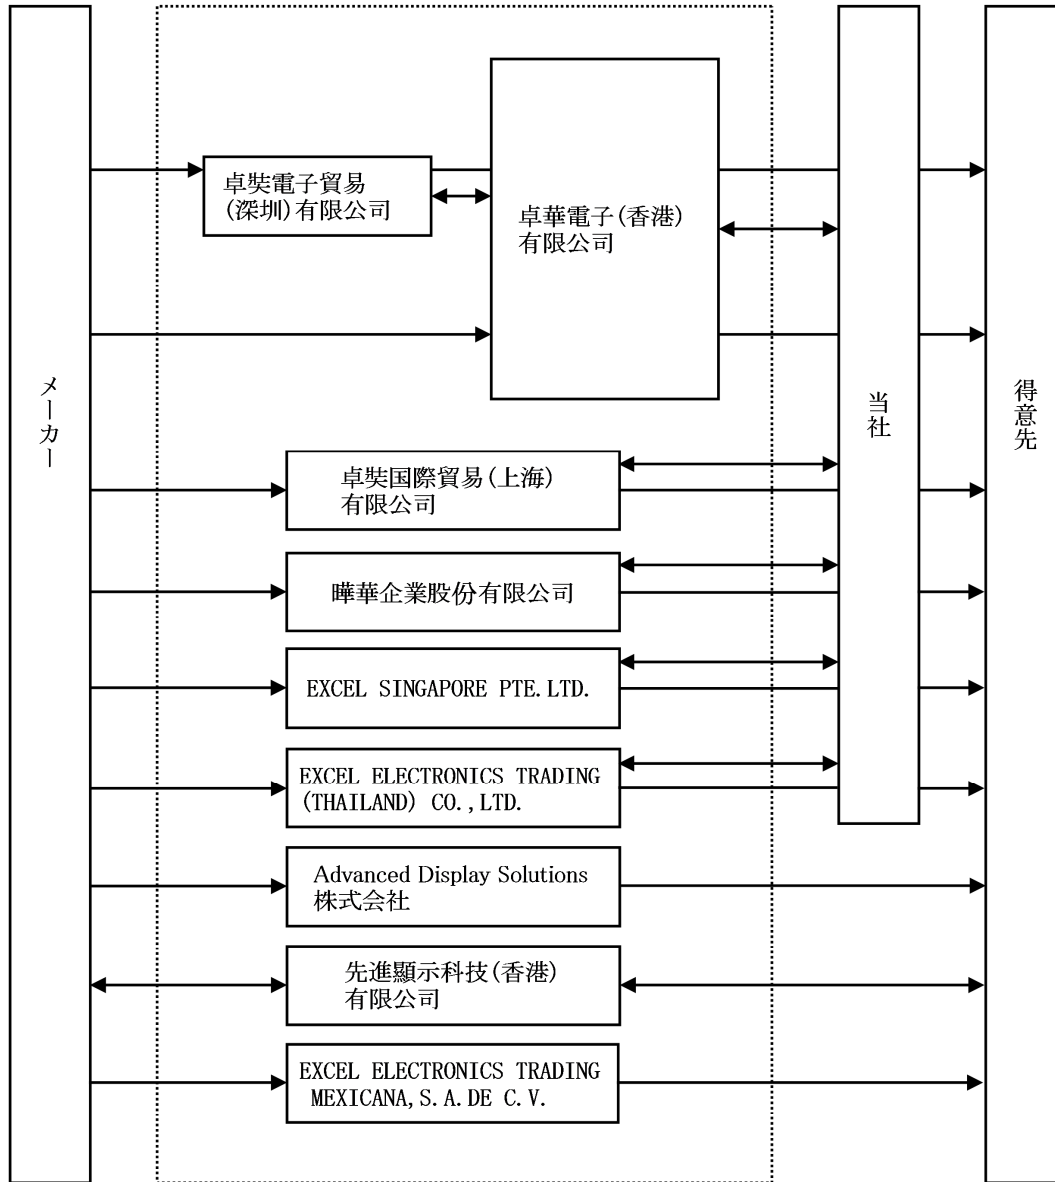 メーカー
卓奘電子貿易
(深圳)有限公司
卓華電子(香港)
有限公司
卓奘国際貿易(上海)
有限公司
曄華企業股份有限公司
EXCEL SINGAPORE PTE.LTD.
EXCEL ELECTRONICS TRADING
(THAILAND) CO.,LTD.
Advanced Display Solutions
株式会社
先進顯示科技(香港)
有限公司
EXCEL ELECTRONICS TRADING
MEXICANA,S.A.DE C.V.
当社
得意先